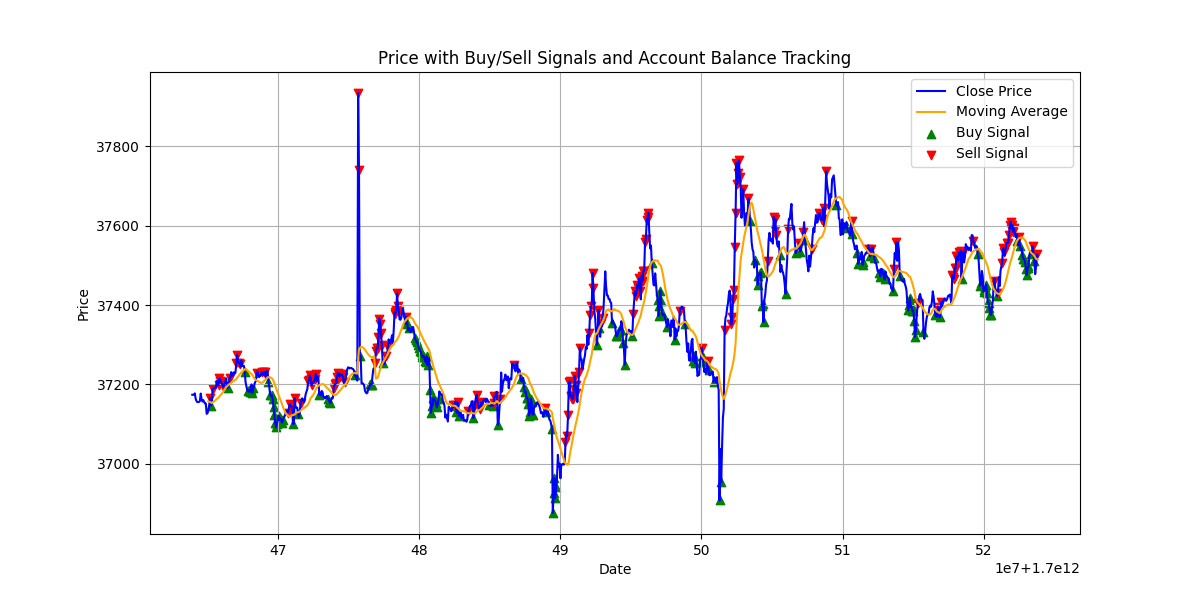 Price with Buy/Sell Signals and Account Balance Tracking
Close Price
Moving Average
Buy Signal
Sell Signal
37800
37600
37400
37200
37000
Price
47 48 49 50 51 52
Date
1e7+1.7e12